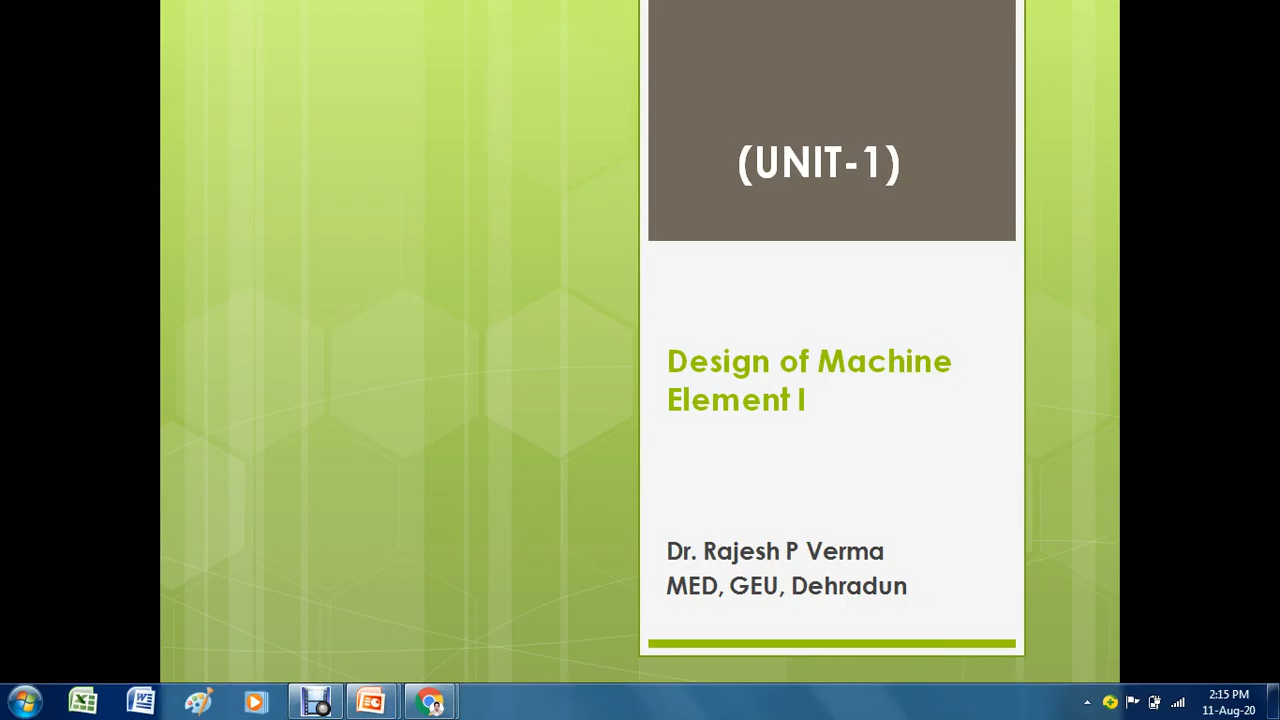 (UNIT-1)
Design of Machine
Element I
Dr. Rajesh P Verma
MED, GEU, Dehradun
2:15 PM
11-Aug-20